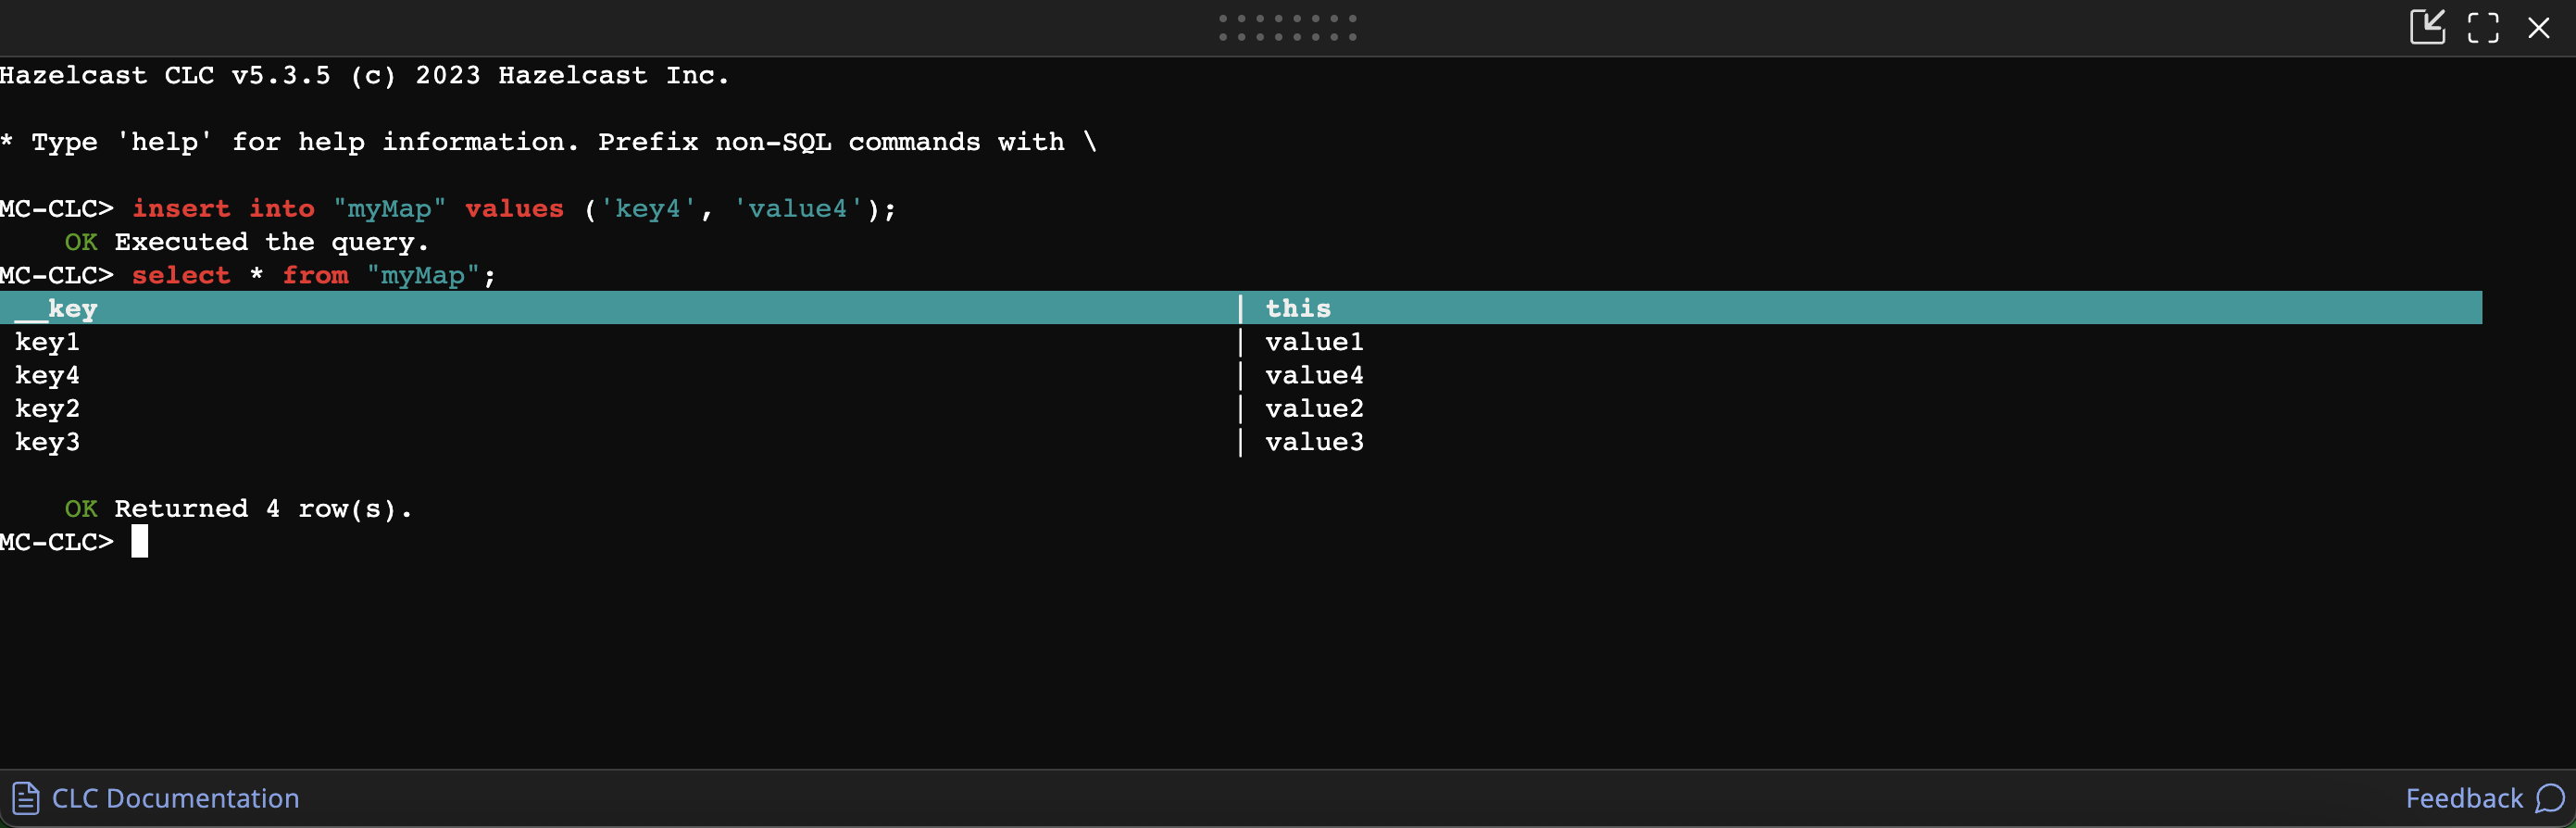 Hazelcast CLC v5.3.5 (c) 2023 Hazelcast Inc.
* Type 'help' for help information. Prefix non-SQL commands with \
MC-CLC> insert into "myMap" values ('key4', 'value4');
OK Executed the query.
MC-CLC> select * from "myMap";
__key | this
key1 | value1
key4 | value4
key2 | value2
key3 | value3
OK Returned 4 row(s).
MC-CLC>
CLC Documentation
Feedback